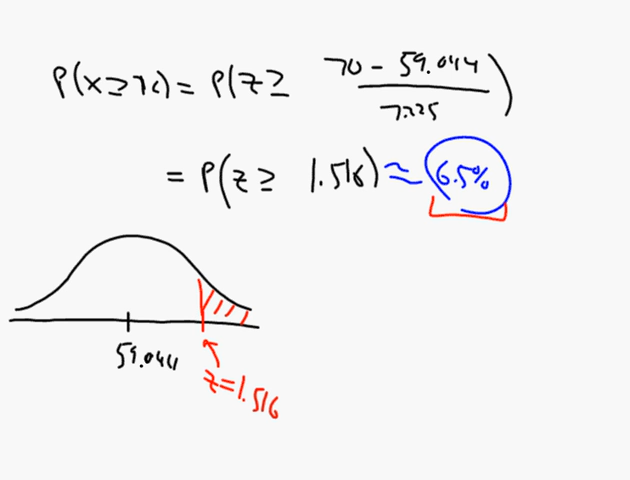 P(x ≥ 70) = P(z ≥ 70 - 59.044 / 7.225)
= P(z ≥ 1.516) ≈ 6.5%
59.044
z = 1.516